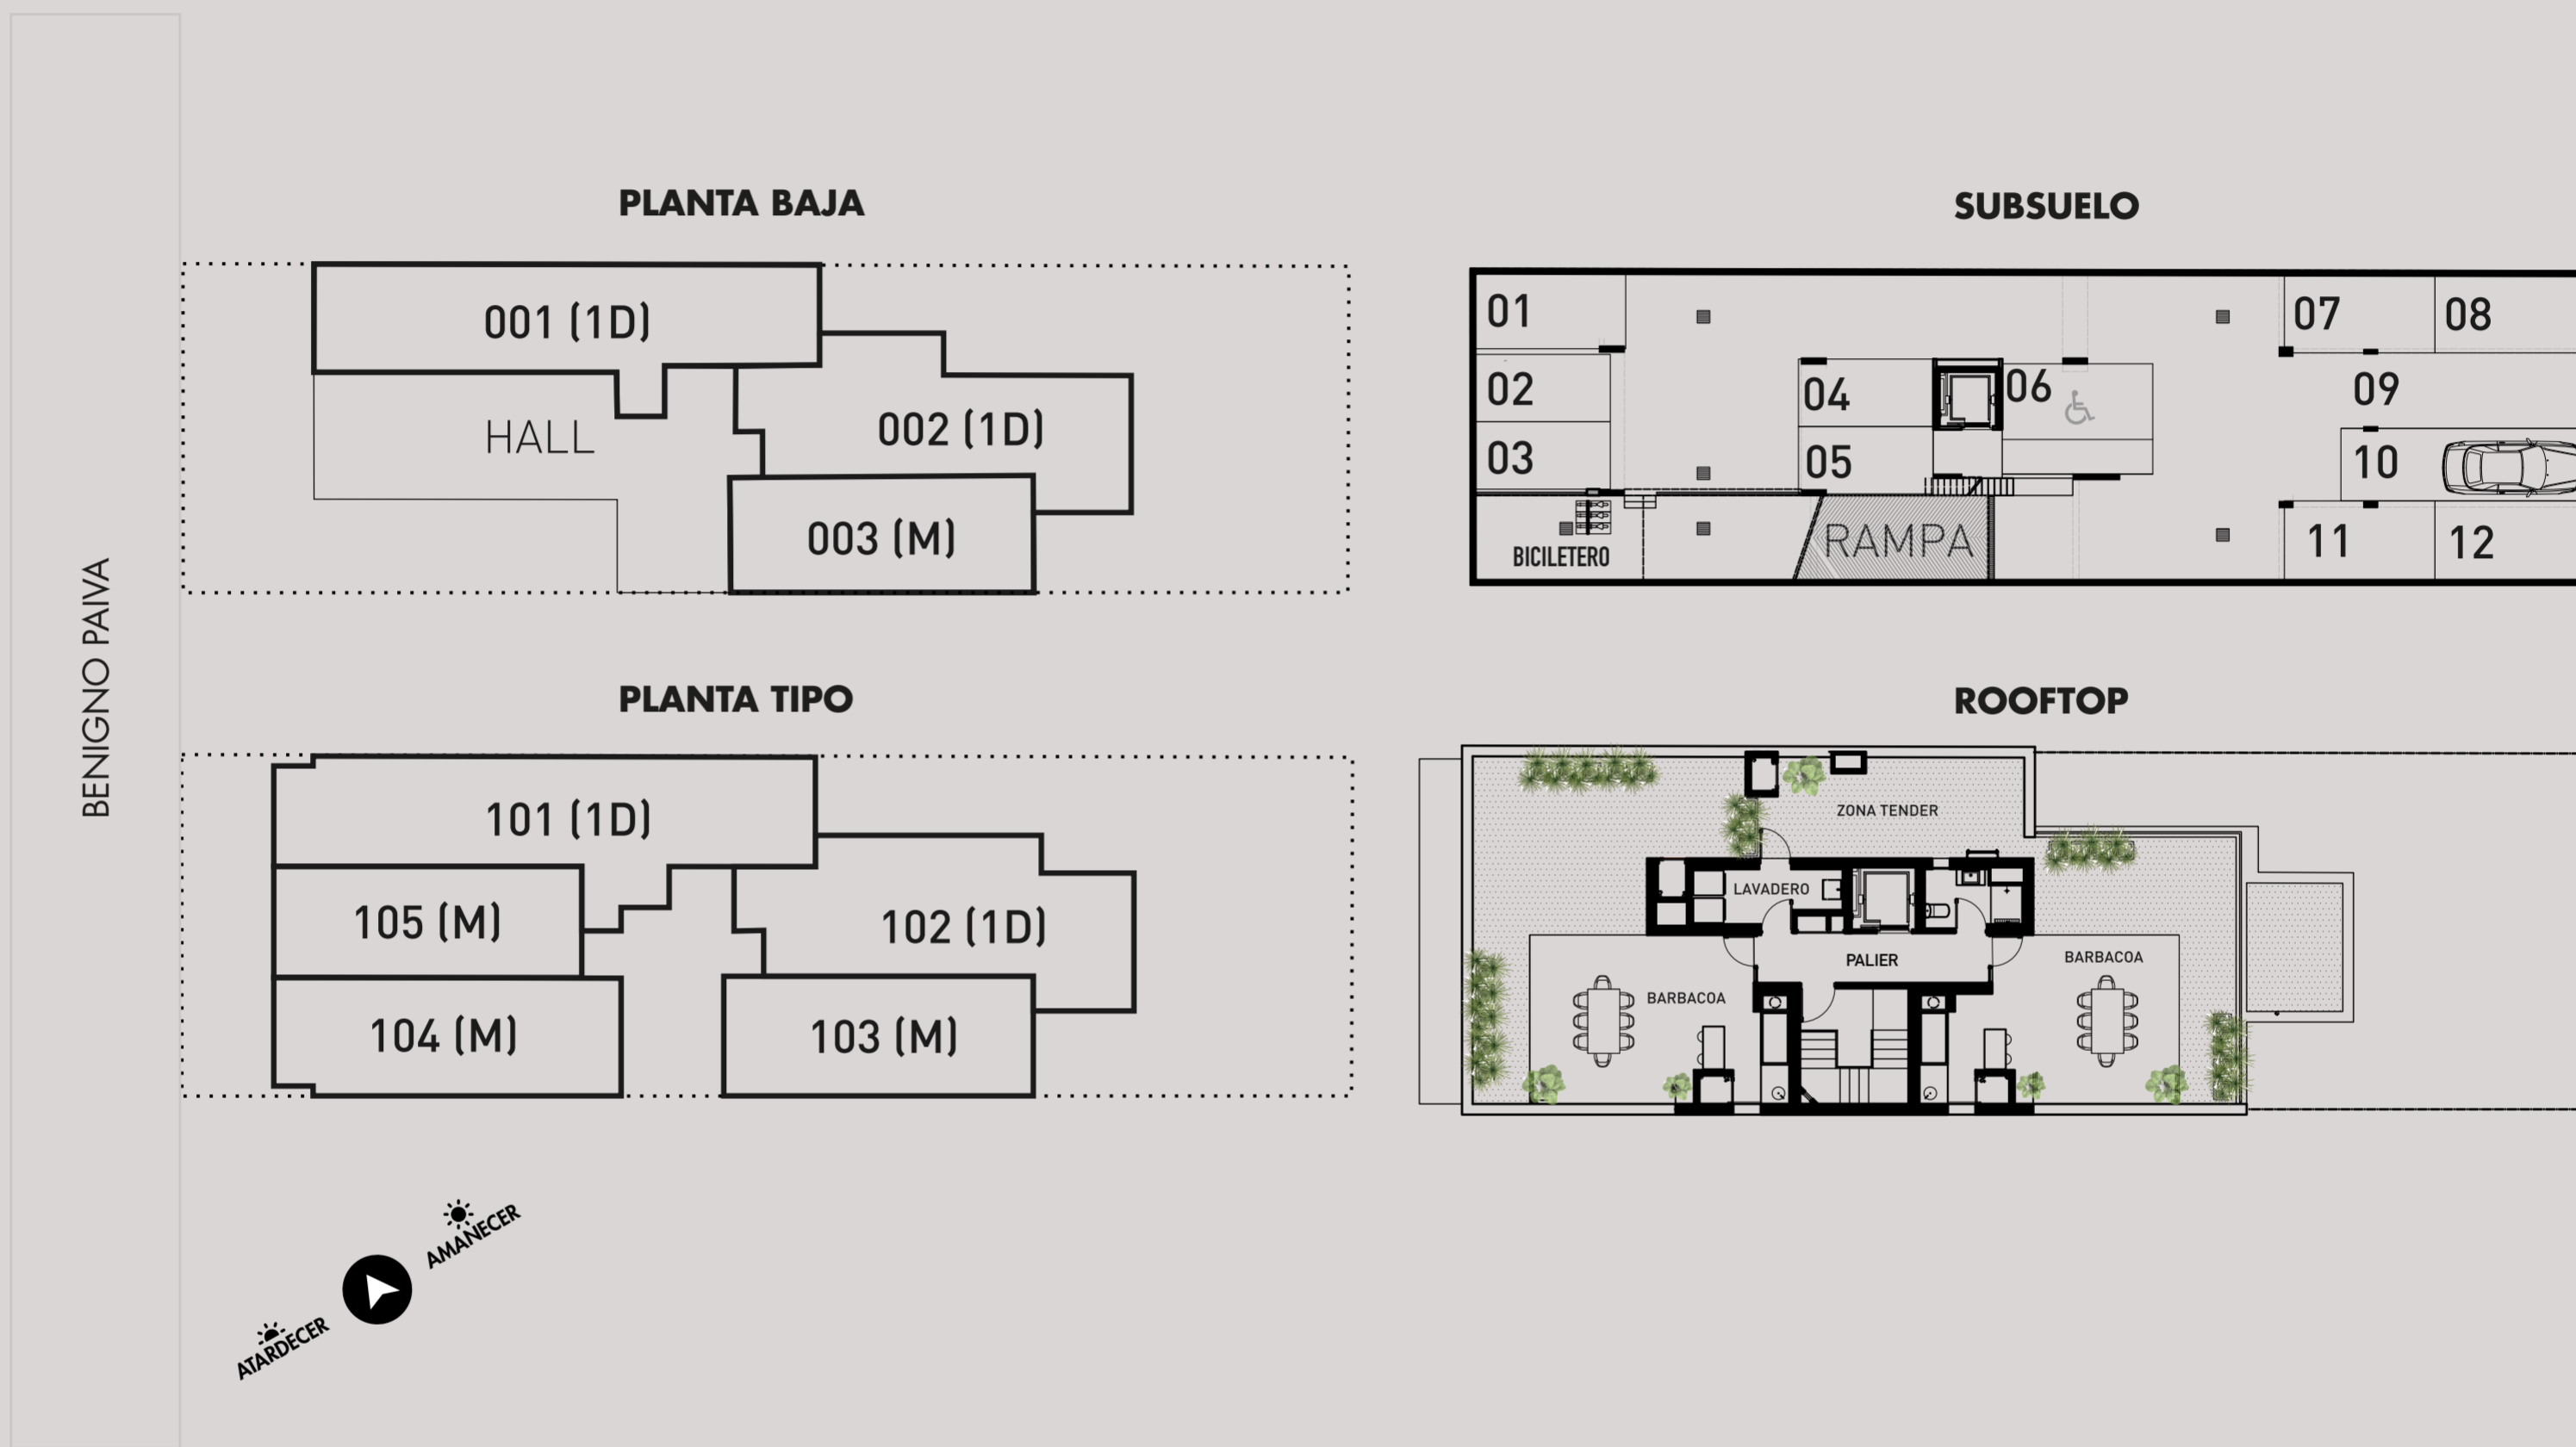 BENIGNO PAIVA
PLANTA BAJA
001 (1D)
HALL
002 (1D)
003 (M)
SUBSUELO
01
02
03
BICILETERO
04
05
RAMPA
06
07
08
09
10
11
12
PLANTA TIPO
101 (1D)
105 (M)
102 (1D)
104 (M)
103 (M)
ROOFTOP
ZONA TENDER
LAVADERO
PALIER
BARBACOA
BARBACOA
AMANECER
ATARDECER